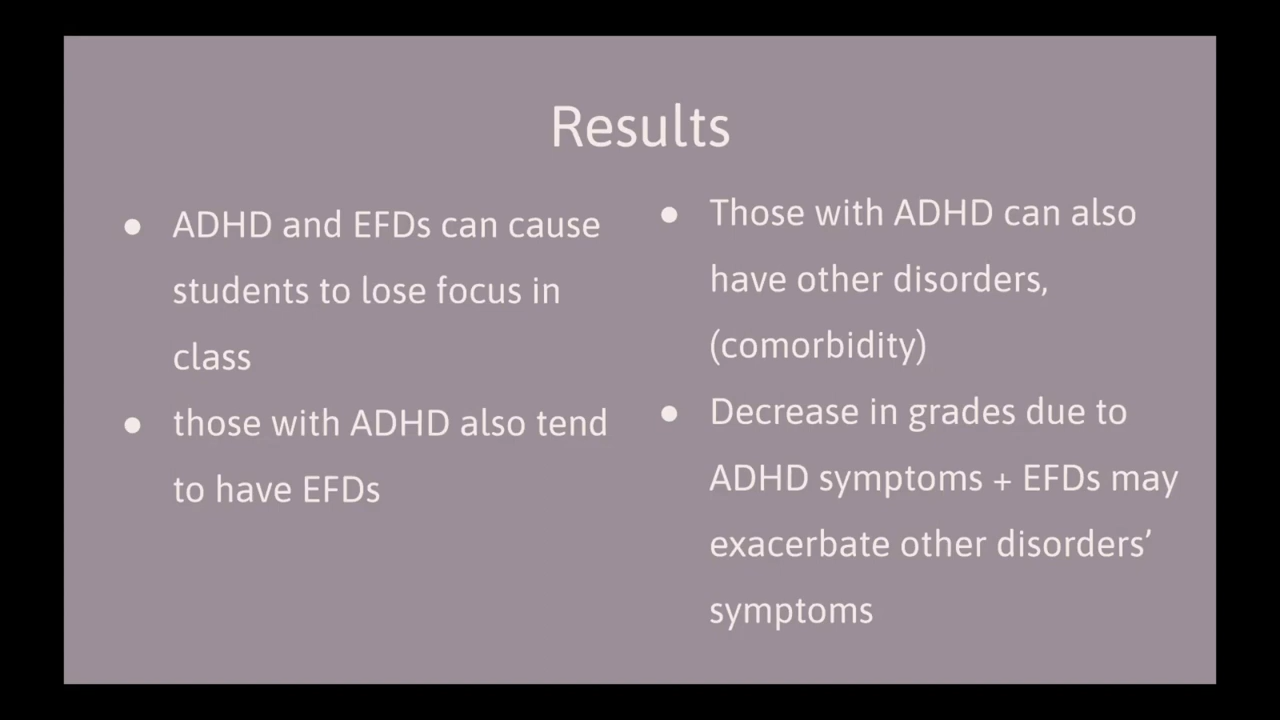 Results
● ADHD and EFDs can cause
students to lose focus in
class
● those with ADHD also tend
to have EFDs
● Those with ADHD can also
have other disorders,
(comorbidity)
● Decrease in grades due to
ADHD symptoms + EFDs may
exacerbate other disorders’
symptoms